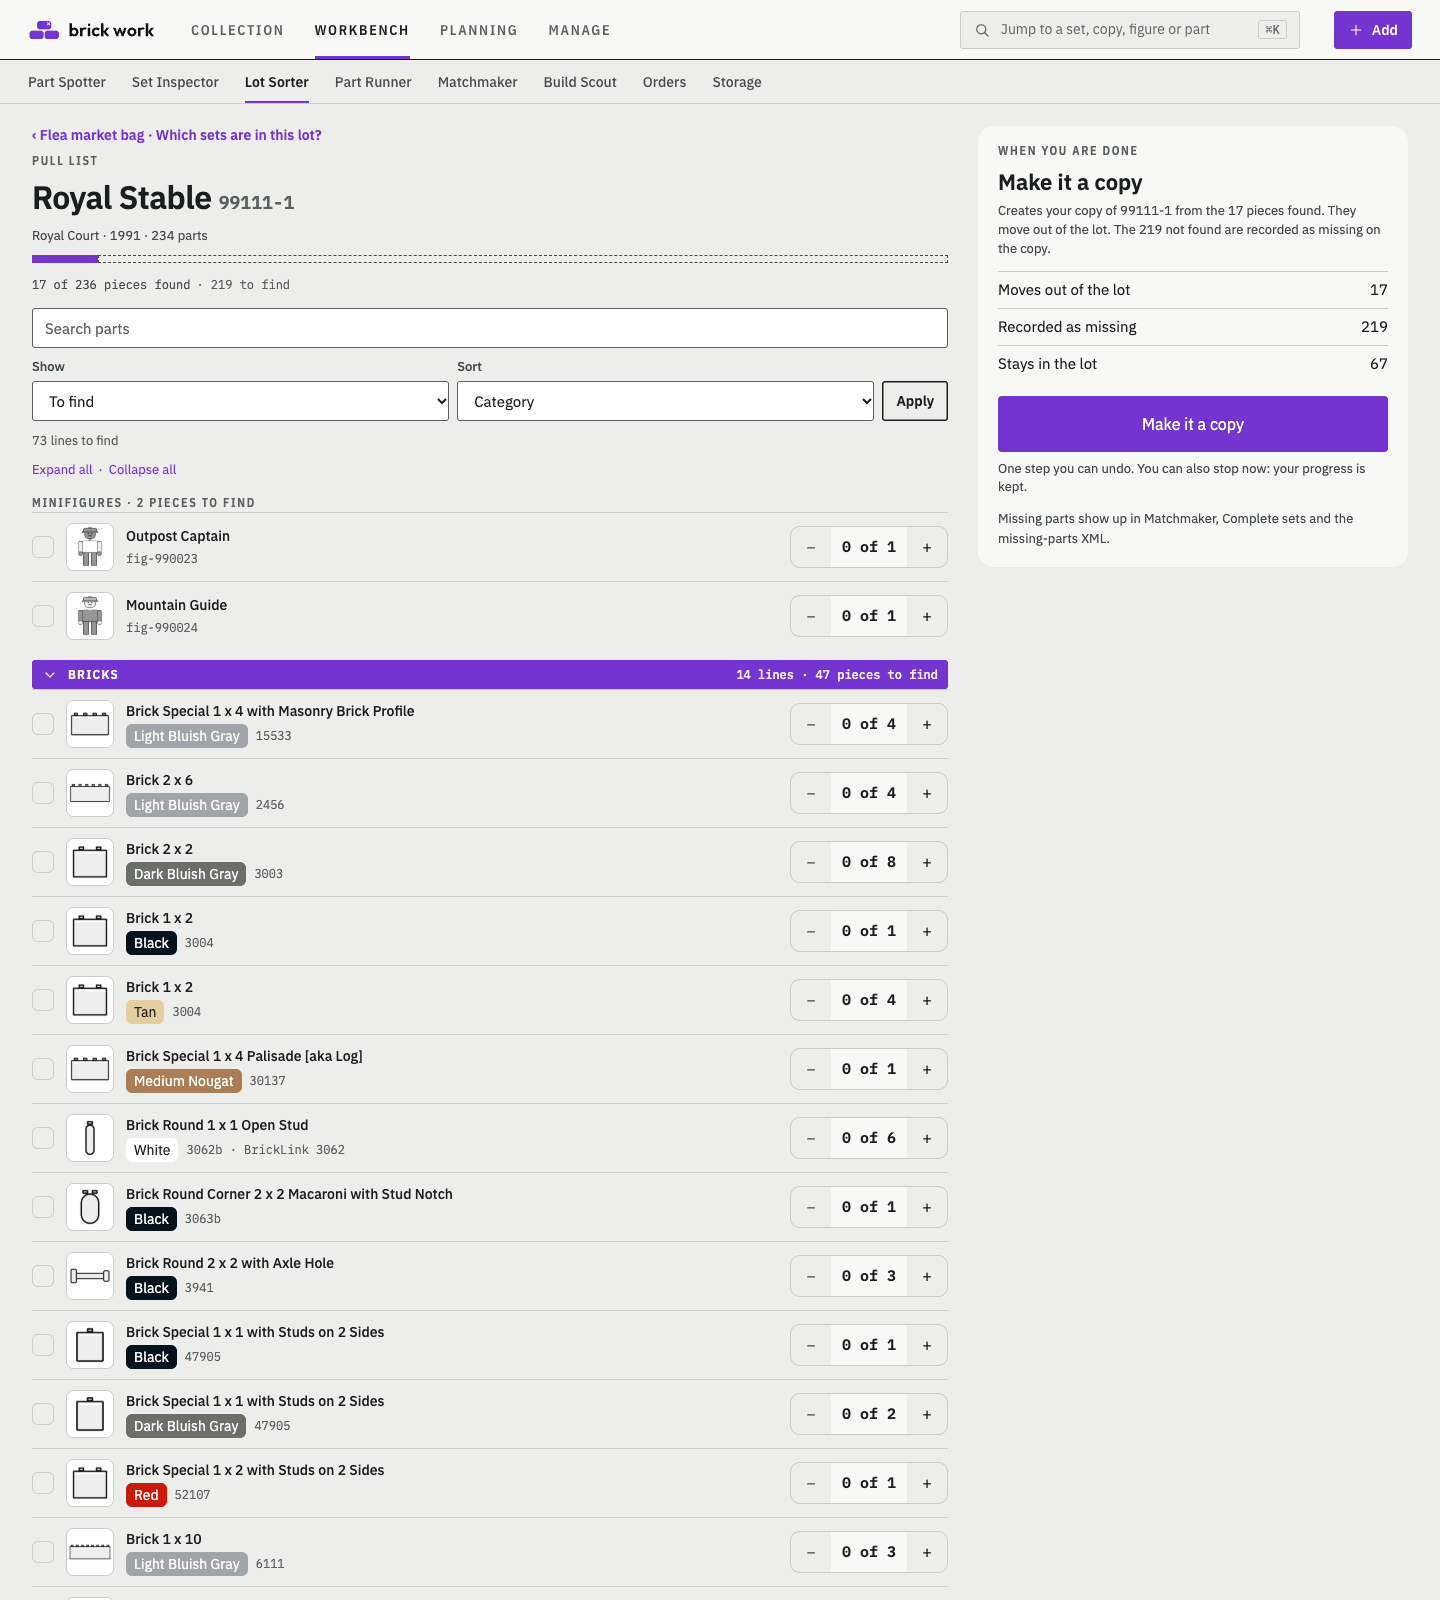 brick work
COLLECTION
WORKBENCH
PLANNING
MANAGE
Jump to a set, copy, figure or part
⌘K
+ Add
Part Spotter
Set Inspector
Lot Sorter
Part Runner
Matchmaker
Build Scout
Orders
Storage
‹ Flea market bag · Which sets are in this lot?
PULL LIST
Royal Stable 99111-1
Royal Court · 1991 · 234 parts
17 of 236 pieces found · 219 to find
Search parts
Show
Sort
To find
Category
Apply
73 lines to find
Expand all · Collapse all
MINIFIGURES · 2 PIECES TO FIND
Outpost Captain
fig-990023
− 0 of 1 +
Mountain Guide
fig-990024
− 0 of 1 +
BRICKS
14 lines · 47 pieces to find
Brick Special 1 x 4 with Masonry Brick Profile
Light Bluish Gray 15533
− 0 of 4 +
Brick 2 x 6
Light Bluish Gray 2456
− 0 of 4 +
Brick 2 x 2
Dark Bluish Gray 3003
− 0 of 8 +
Brick 1 x 2
Black 3004
− 0 of 1 +
Brick 1 x 2
Tan 3004
− 0 of 4 +
Brick Special 1 x 4 Palisade [aka Log]
Medium Nougat 30137
− 0 of 1 +
Brick Round 1 x 1 Open Stud
White 3062b · BrickLink 3062
− 0 of 6 +
Brick Round Corner 2 x 2 Macaroni with Stud Notch
Black 3063b
− 0 of 1 +
Brick Round 2 x 2 with Axle Hole
Black 3941
− 0 of 3 +
Brick Special 1 x 1 with Studs on 2 Sides
Black 47905
− 0 of 1 +
Brick Special 1 x 1 with Studs on 2 Sides
Dark Bluish Gray 47905
− 0 of 2 +
Brick Special 1 x 2 with Studs on 2 Sides
Red 52107
− 0 of 1 +
Brick 1 x 10
Light Bluish Gray 6111
− 0 of 3 +
WHEN YOU ARE DONE
Make it a copy
Creates your copy of 99111-1 from the 17 pieces found. They
move out of the lot. The 219 not found are recorded as missing on
the copy.
Moves out of the lot 17
Recorded as missing 219
Stays in the lot 67
Make it a copy
One step you can undo. You can also stop now: your progress is
kept.
Missing parts show up in Matchmaker, Complete sets and the
missing-parts XML.